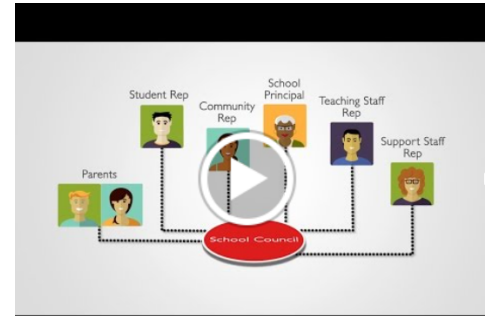 School
Principal
Student Rep
Community
Rep
Teaching Staff
Rep
Support Staff
Rep
Parents
School Council